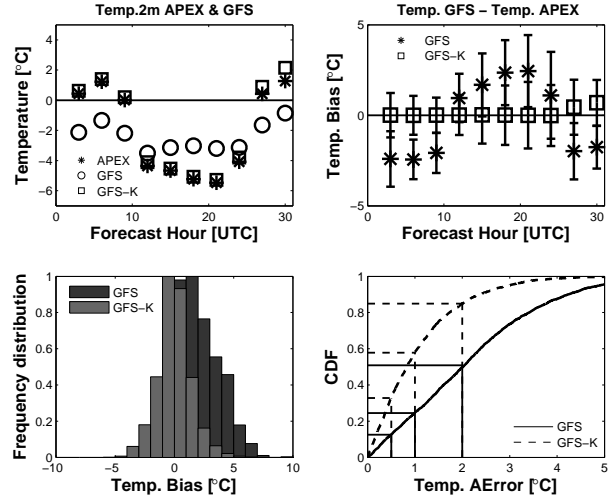 Temp.2m APEX & GFS
Temperature [°C]
4
2
0
−2
−4
−6
APEX
GFS
GFS−K
0
10
20
30
Forecast Hour [UTC]
Temp. GFS − Temp. APEX
Temp. Bias [°C]
5
0
−5
GFS
GFS−K
0
10
20
30
Forecast Hour [UTC]
Frequency distribution
1
0.8
0.6
0.4
0.2
0
GFS
GFS−K
−10
−5
0
5
10
Temp. Bias [°C]
CDF
1
0.8
0.6
0.4
0.2
0
GFS
GFS−K
0
1
2
3
4
5
Temp. AError [°C]